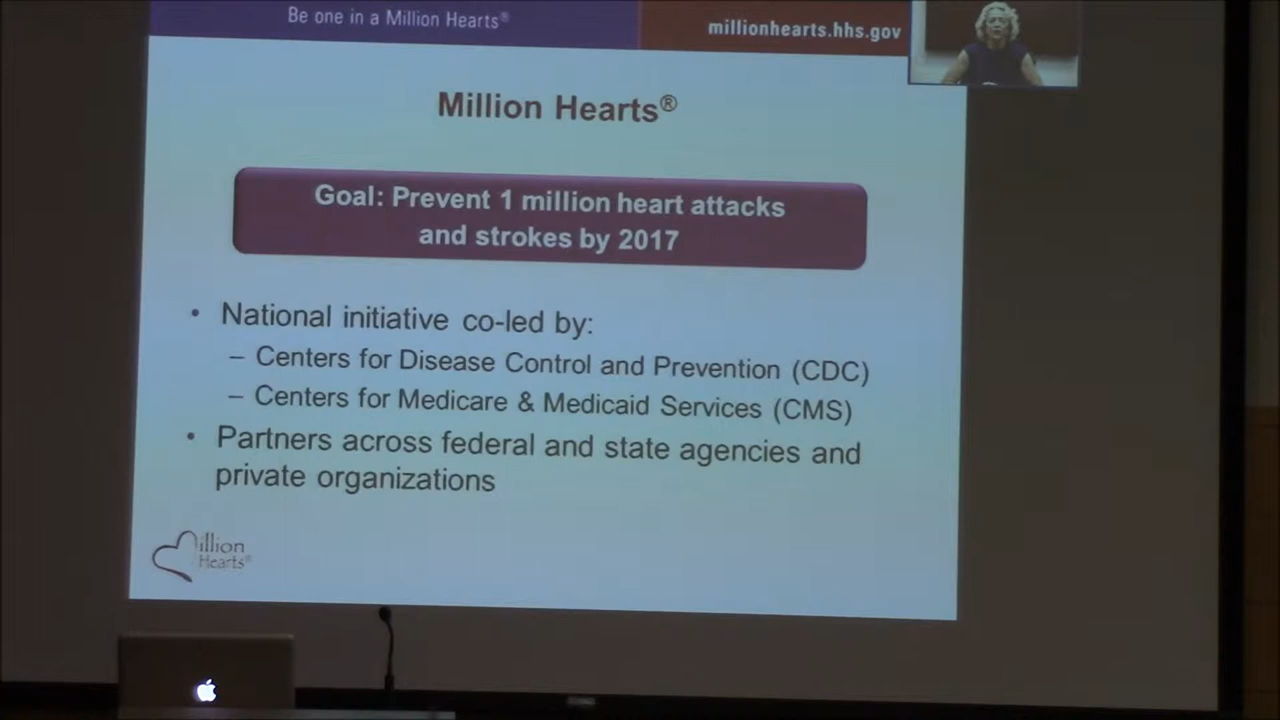 Be one in a Million Hearts®
millionhearts.hhs.gov
Million Hearts®
Goal: Prevent 1 million heart attacks
and strokes by 2017
• National initiative co-led by:
– Centers for Disease Control and Prevention (CDC)
– Centers for Medicare & Medicaid Services (CMS)
• Partners across federal and state agencies and
private organizations
Million
Hearts®